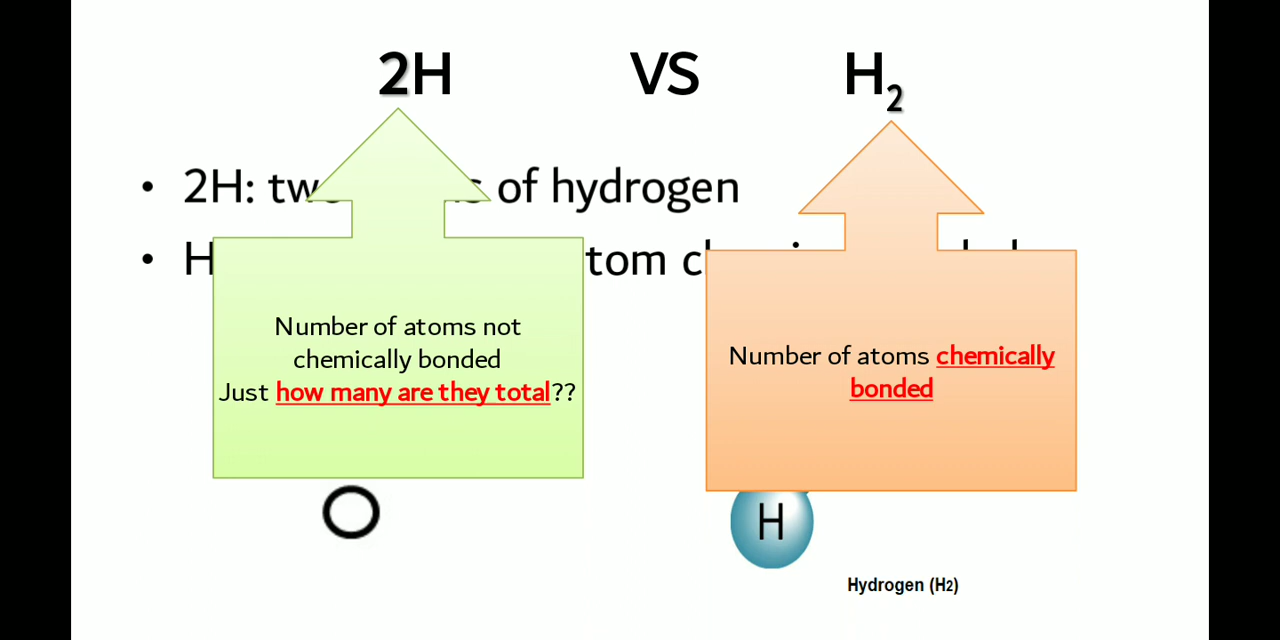 2H VS H2
• 2H: tw of hydrogen
• H tom c
Number of atoms not
chemically bonded
Just how many are they total??
Number of atoms chemically
bonded
H
Hydrogen (H2)